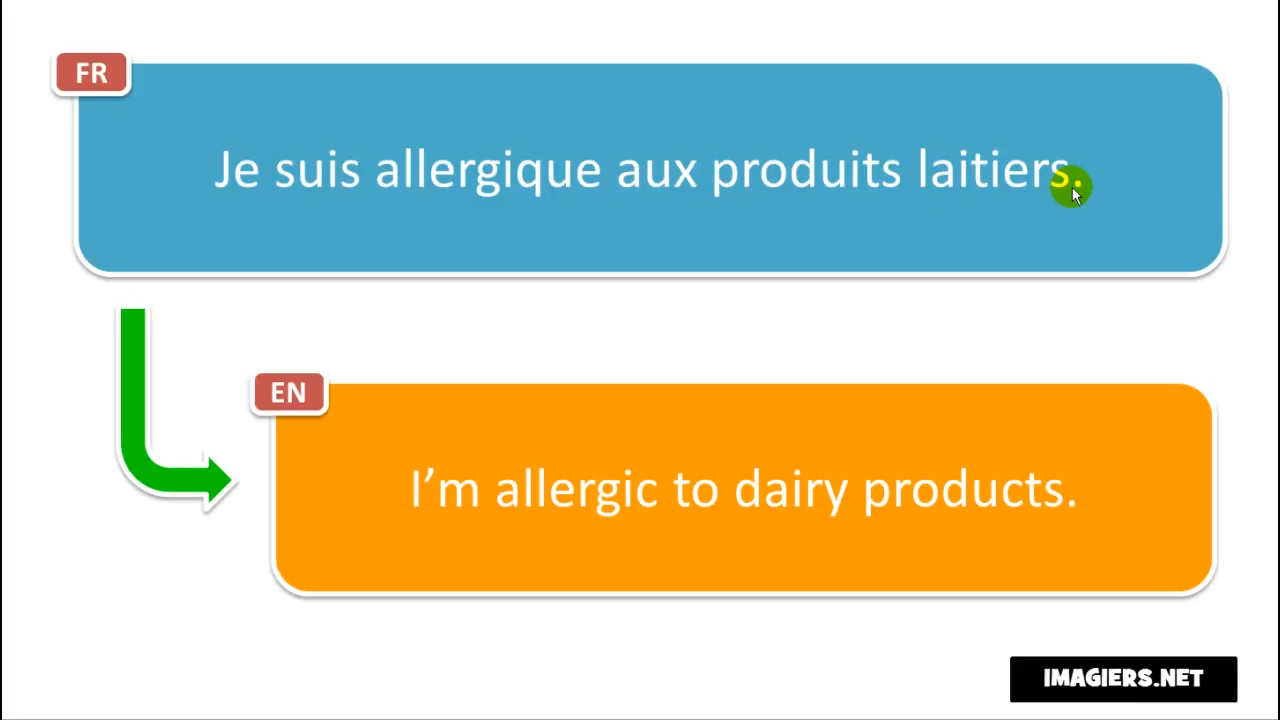 FR
Je suis allergique aux produits laitiers.
EN
I’m allergic to dairy products.
IMAGIERS.NET